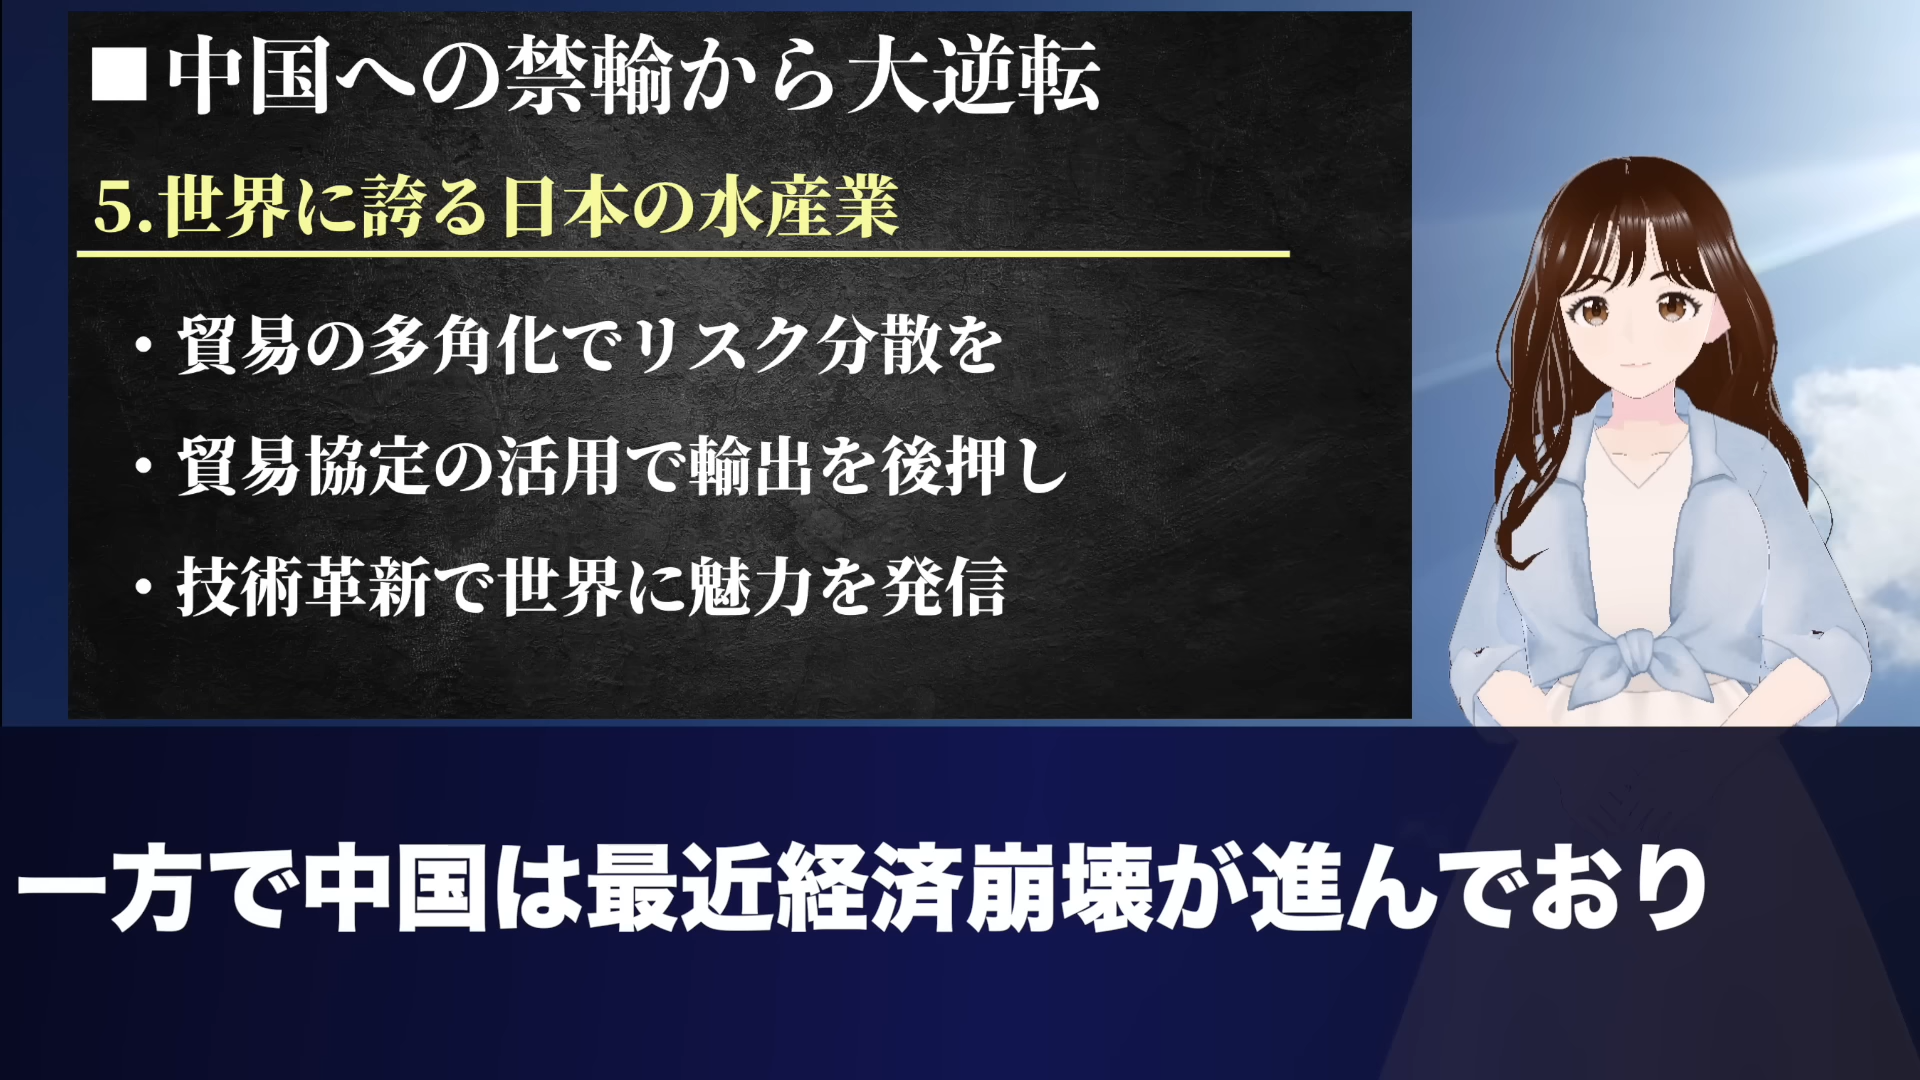 ■中国への禁輸から大逆転
5.世界に誇る日本の水産業
・貿易の多角化でリスク分散を
・貿易協定の活用で輸出を後押し
・技術革新で世界に魅力を発信
一方で中国は最近経済崩壊が進んでおり